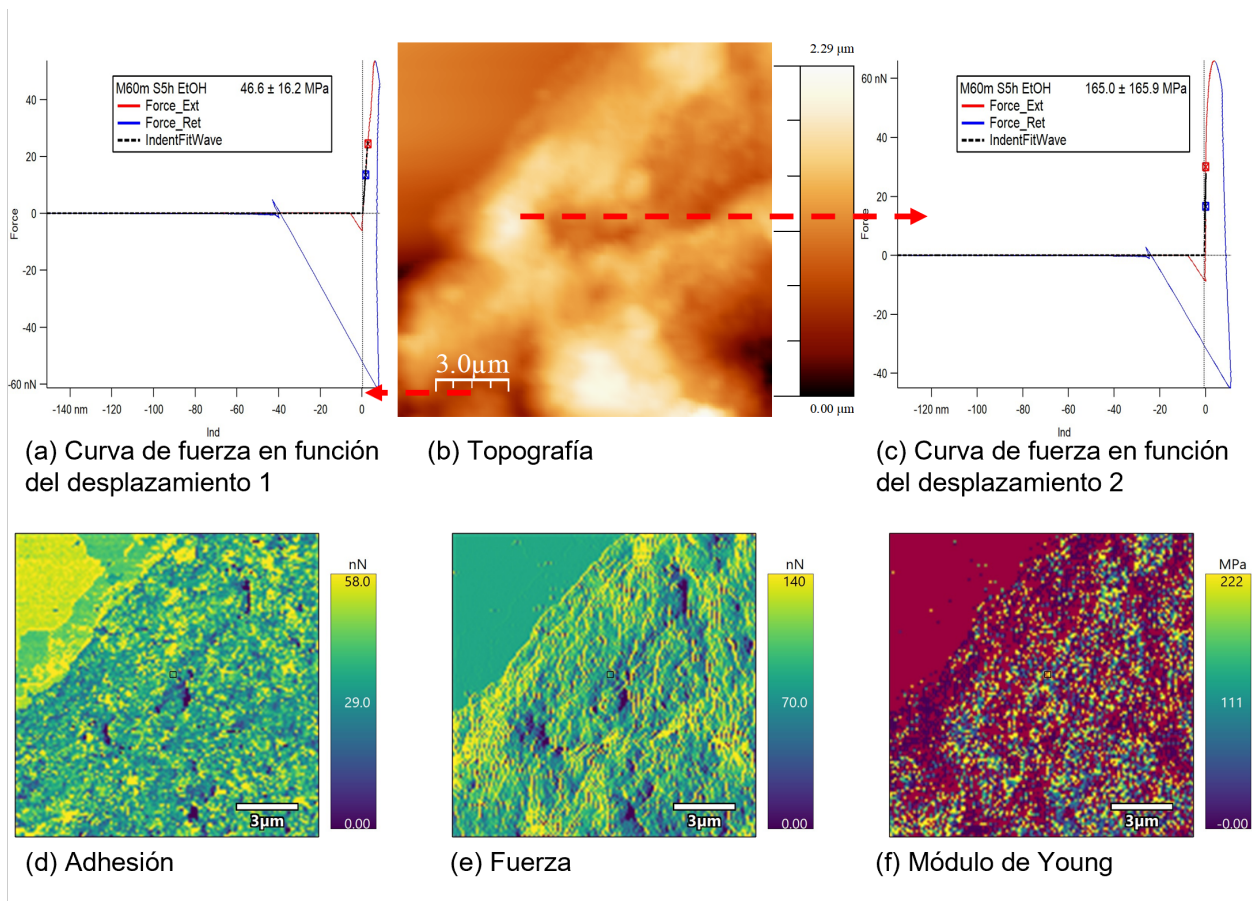 M60m S5h EtOH 46.6 ± 16.2 MPa
Force_Ext
Force_Ret
IndentFitWave
40
20
0
-20
-40
-60 nN
Force
-140 nm -120 -100 -80 -60 -40 -20 0
Ind
(a) Curva de fuerza en función
del desplazamiento 1
2.29 µm
3.0µm
0.00 µm
(b) Topografía
M60m S5h EtOH 165.0 ± 165.9 MPa
Force_Ext
Force_Ret
IndentFitWave
60 nN
40
20
0
-20
-40
Force
-120 nm -100 -80 -60 -40 -20 0
Ind
(c) Curva de fuerza en función
del desplazamiento 2
nN
58.0
29.0
0.00
3µm
(d) Adhesión
nN
140
70.0
0.00
3µm
(e) Fuerza
MPa
222
111
-0.00
3µm
(f) Módulo de Young